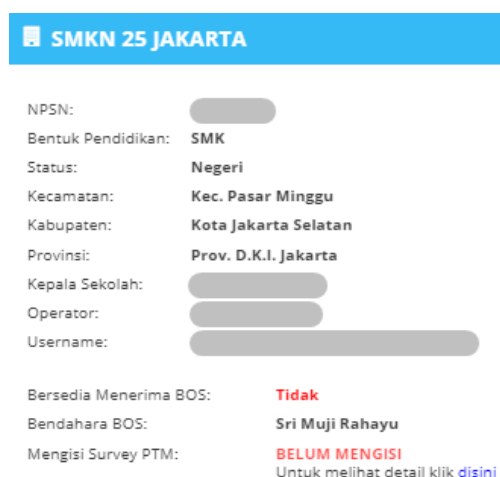 SMKN 25 JAKARTA
NPSN:
Bentuk Pendidikan: SMK
Status: Negeri
Kecamatan: Kec. Pasar Minggu
Kabupaten: Kota Jakarta Selatan
Provinsi: Prov. D.K.I. Jakarta
Kepala Sekolah:
Operator:
Username:
Bersedia Menerima BOS: Tidak
Bendahara BOS: Sri Muji Rahayu
Mengisi Survey PTM: BELUM MENGISI
Untuk melihat detail klik disini